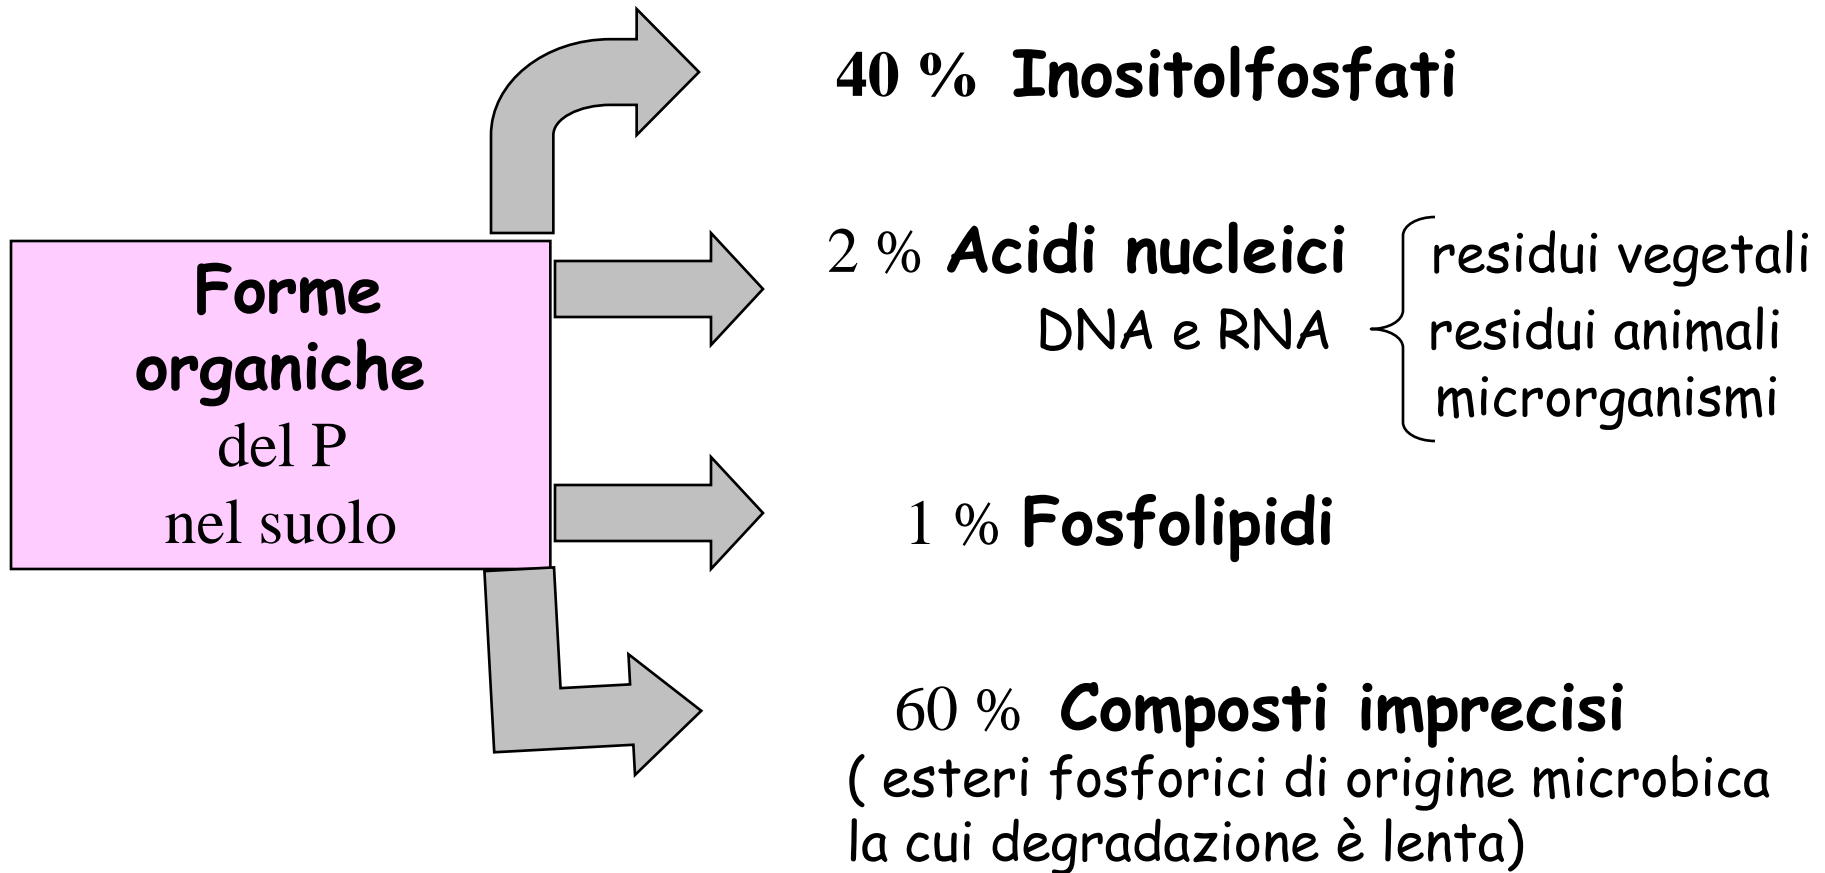 40 % Inositolfosfati
Forme
organiche
del P
nel suolo
2 % Acidi nucleici
DNA e RNA
residui vegetali
residui animali
microrganismi
1 % Fosfolipidi
60 % Composti imprecisi
( esteri fosforici di origine microbica
la cui degradazione è lenta)